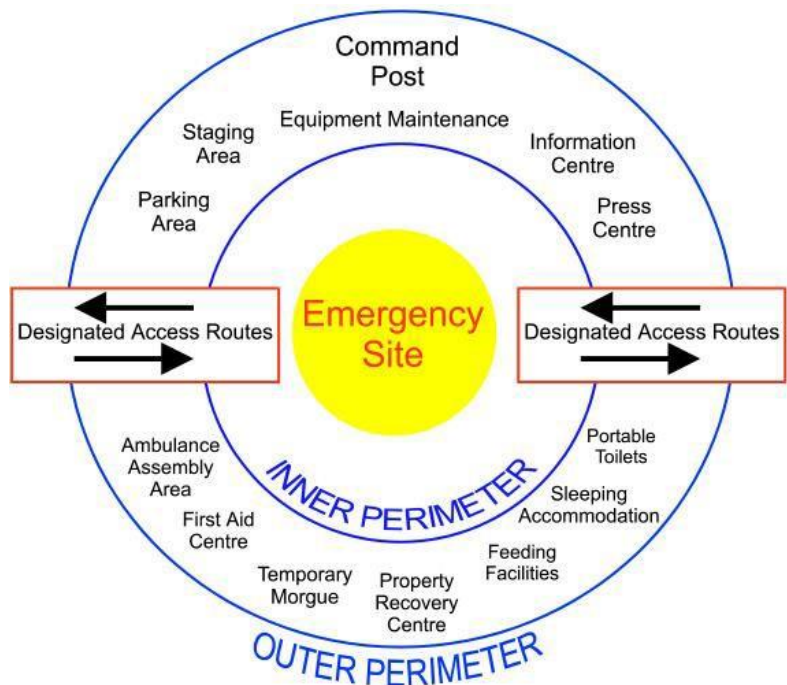 Command
Post
Equipment Maintenance
Staging
Area
Information
Centre
Parking
Area
Press
Centre
Designated Access Routes
Emergency
Site
Designated Access Routes
Ambulance
Assembly
Area
First Aid
Centre
Temporary
Morgue
Property
Recovery
Centre
Feeding
Facilities
Sleeping
Accommodation
Portable
Toilets
INNER PERIMETER
OUTER PERIMETER